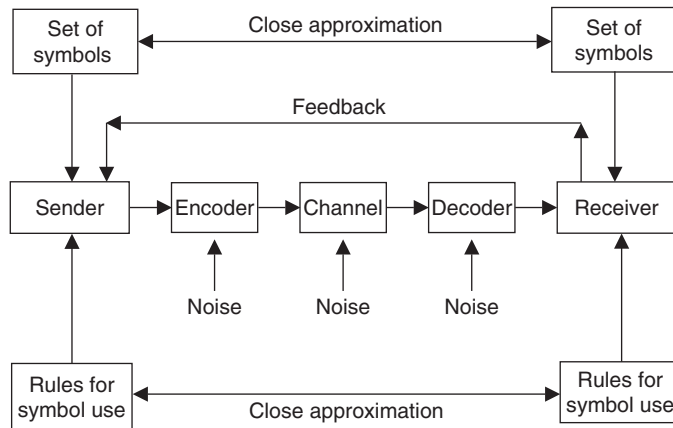 Set of
symbols
Close approximation
Set of
symbols
Feedback
Sender
Encoder
Channel
Decoder
Receiver
Noise
Noise
Noise
Rules for
symbol use
Close approximation
Rules for
symbol use